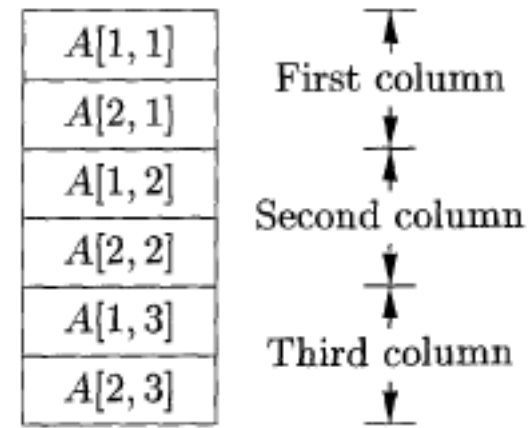 A[1, 1]
First column
A[2, 1]
A[1, 2]
Second column
A[2, 2]
A[1, 3]
Third column
A[2, 3]